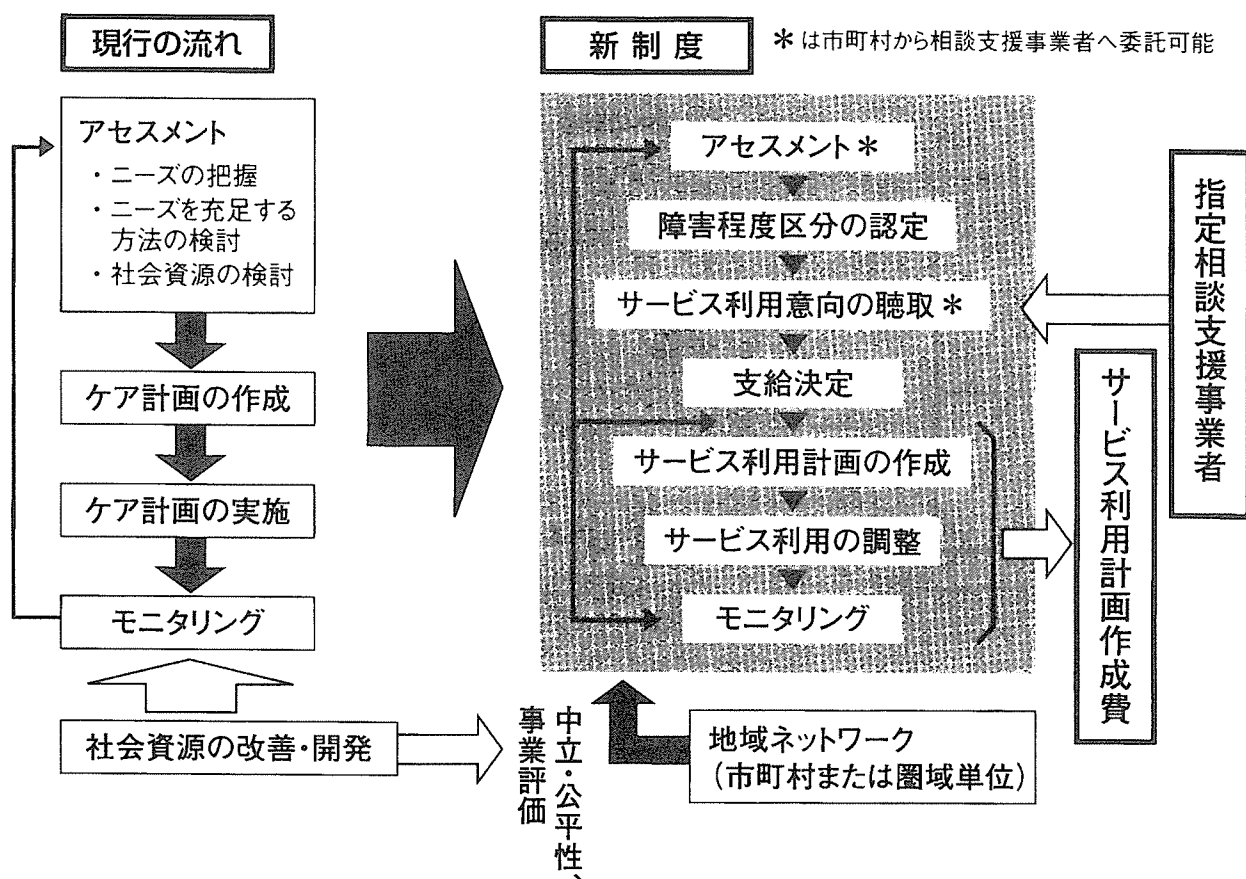 現行の流れ
アセスメント
・ニーズの把握
・ニーズを充足する
方法の検討
・社会資源の検討
ケア計画の作成
ケア計画の実施
モニタリング
社会資源の改善・開発
新制度
＊は市町村から相談支援事業者へ委託可能
アセスメント＊
障害程度区分の認定
サービス利用意向の聴取＊
支給決定
サービス利用計画の作成
サービス利用の調整
モニタリング
指定相談支援事業者
サービス利用計画作成費
中立・公平性、
事業評価
地域ネットワーク
（市町村または圏域単位）